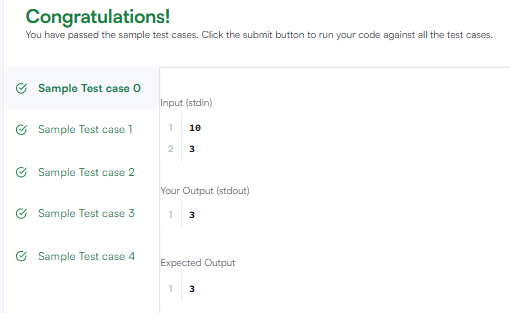 Congratulations!
You have passed the sample test cases. Click the submit button to run your code against all the test cases.
Sample Test case 0
Sample Test case 1
Sample Test case 2
Sample Test case 3
Sample Test case 4
Input (stdin)
1 10
2 3
Your Output (stdout)
1 3
Expected Output
1 3